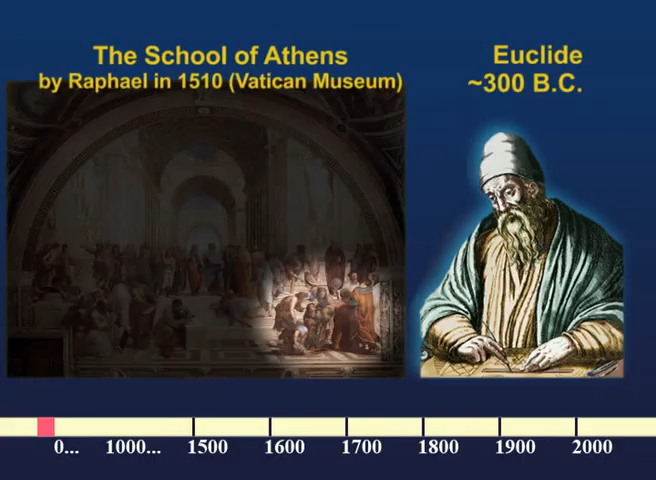 The School of Athens
by Raphael in 1510 (Vatican Museum)
Euclide
~300 B.C.
0... 1000... 1500 1600 1700 1800 1900 2000